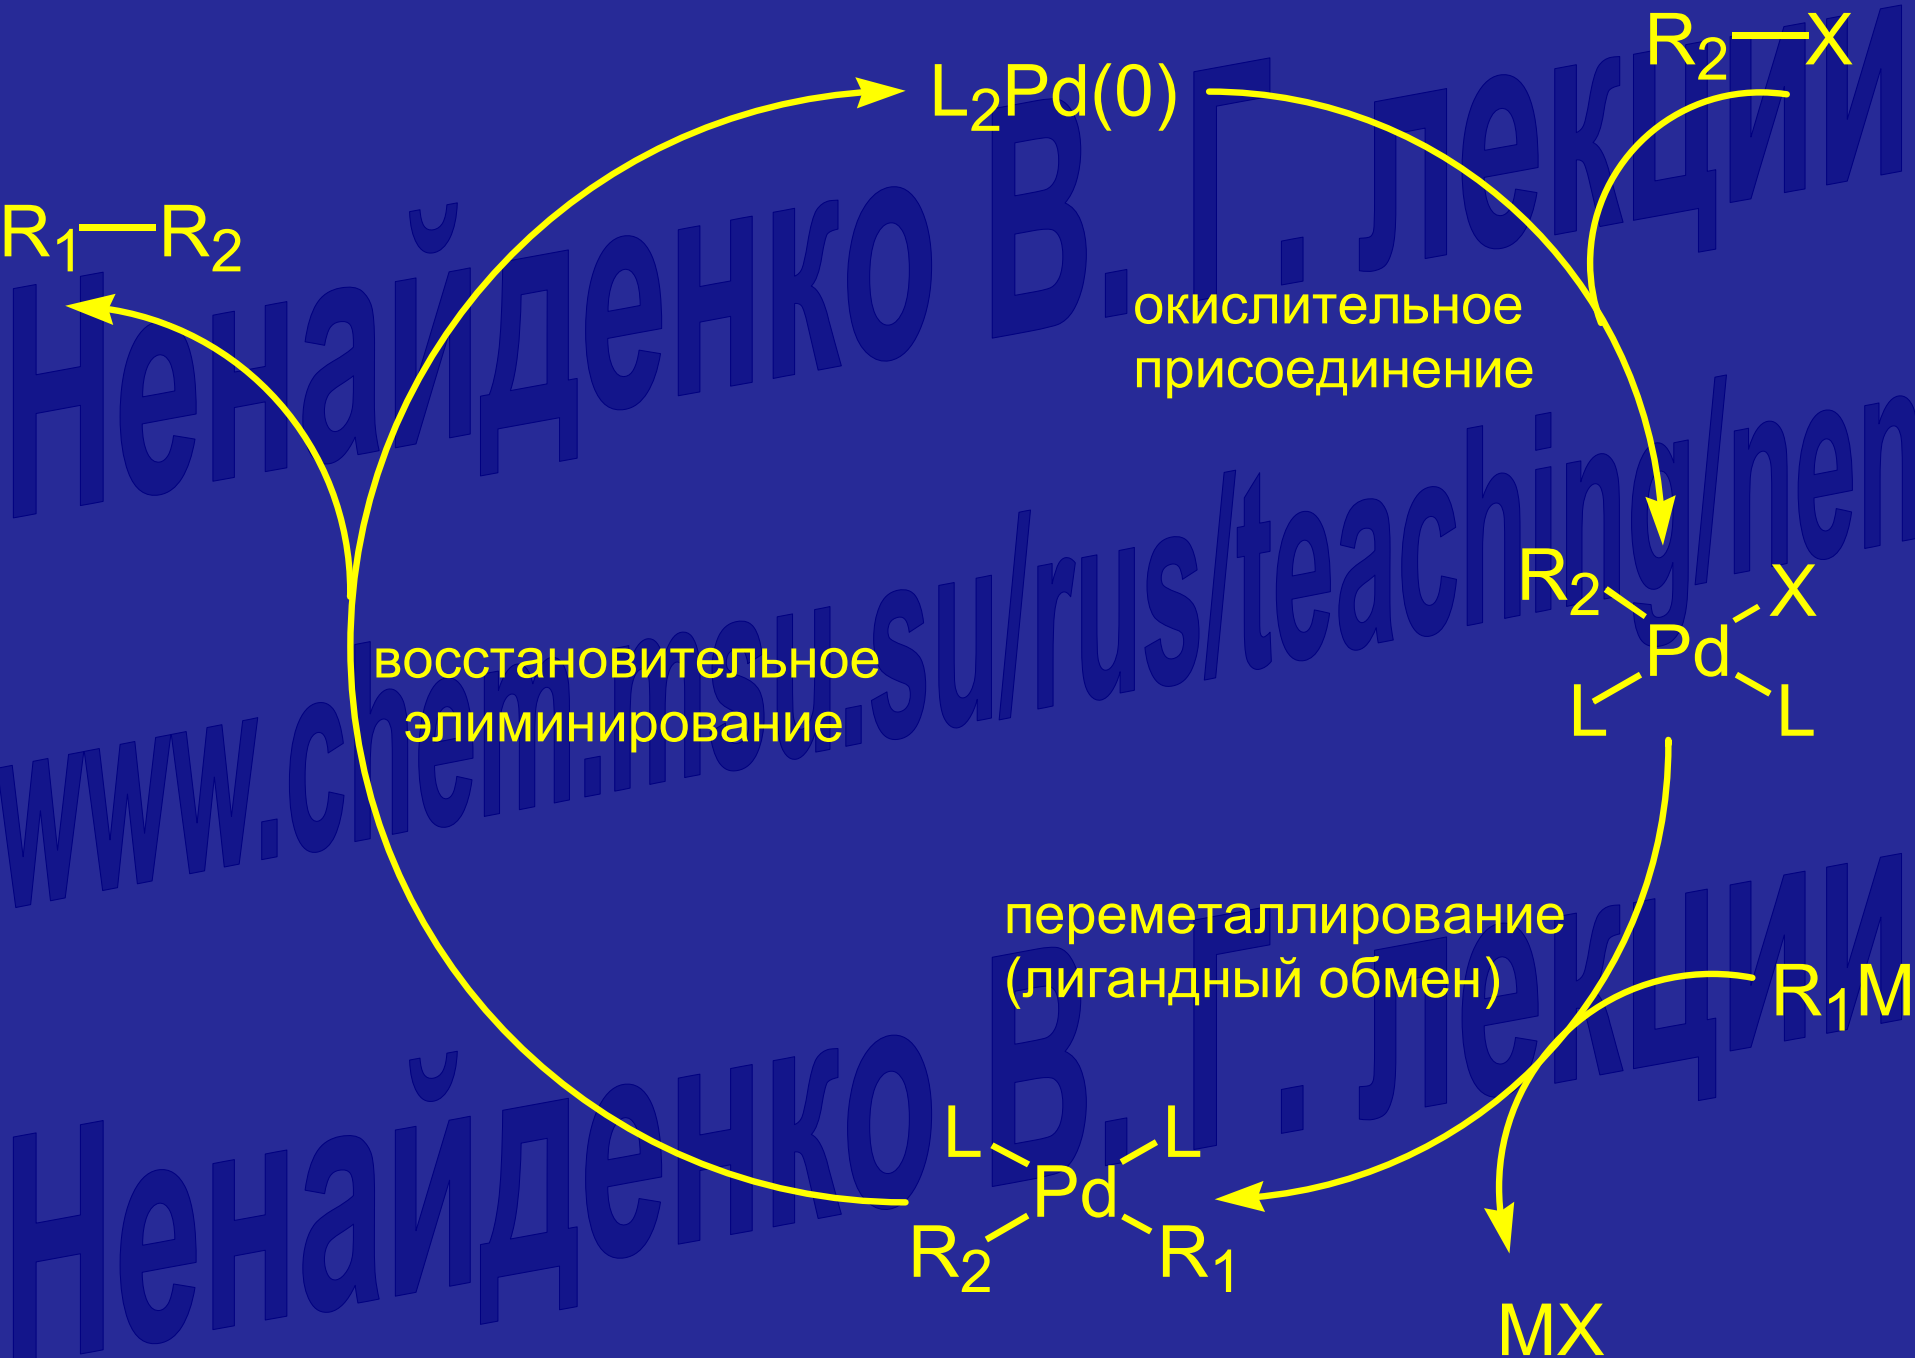 R2—X
L2Pd(0)
R1—R2
окислительное
присоединение
R2 X
Pd
L L
восстановительное
элиминирование
переметаллирование
(лигандный обмен)
R1M
L L
Pd
R2 R1
MX
Ненайденко В. Г. лекции
www.chem.msu.su/rus/teaching/nen
Ненайденко В. Г. лекции